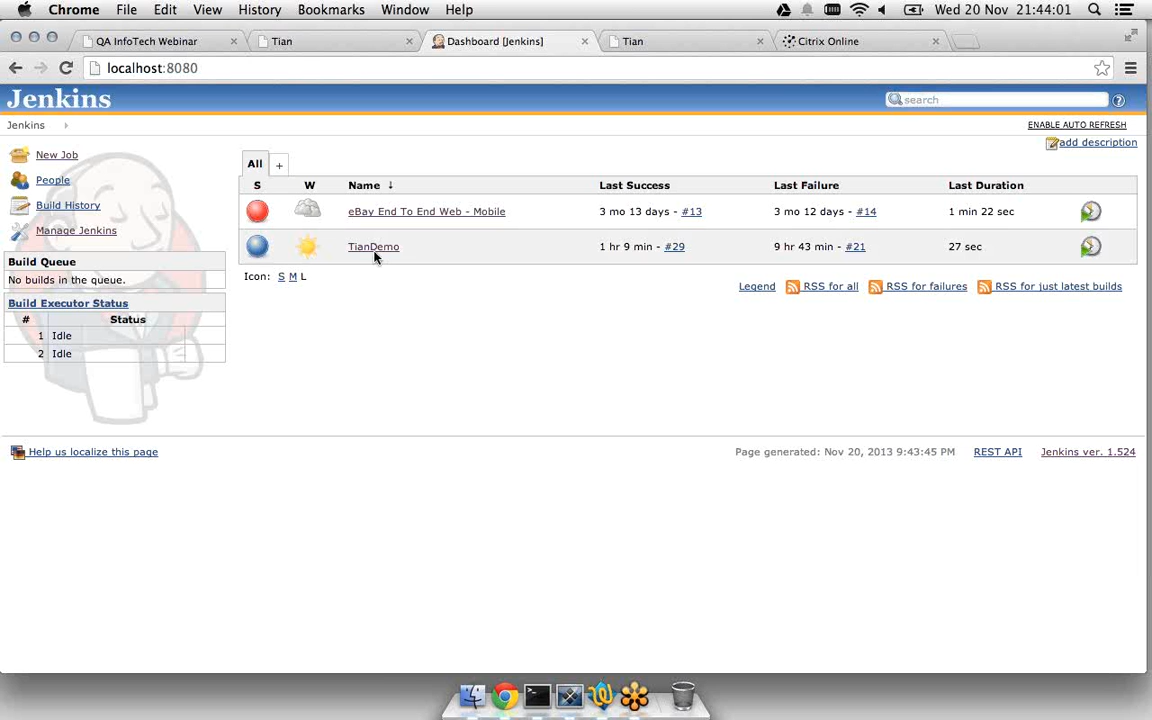 Chrome File Edit View History Bookmarks Window Help Wed 20 Nov 21:44:01
QA InfoTech Webinar Tian Dashboard [Jenkins] Tian Citrix Online
localhost:8080
Jenkins search
Jenkins ENABLE AUTO REFRESH
add description
New Job
People
Build History
Manage Jenkins
Build Queue
No builds in the queue.
Build Executor Status
# Status
1 Idle
2 Idle
All +
S W Name ↓ Last Success Last Failure Last Duration
eBay End To End Web - Mobile 3 mo 13 days - #13 3 mo 12 days - #14 1 min 22 sec
TianDemo 1 hr 9 min - #29 9 hr 43 min - #21 27 sec
Icon: S M L
Legend RSS for all RSS for failures RSS for just latest builds
Help us localize this page Page generated: Nov 20, 2013 9:43:45 PM REST API Jenkins ver. 1.524